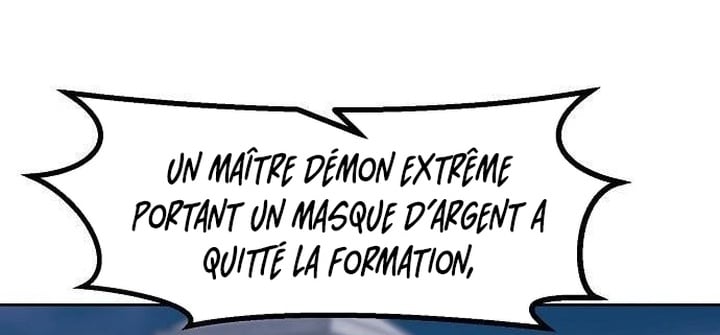 UN MAÎTRE DÉMON EXTRÊME
PORTANT UN MASQUE D'ARGENT A
QUITTÉ LA FORMATION,